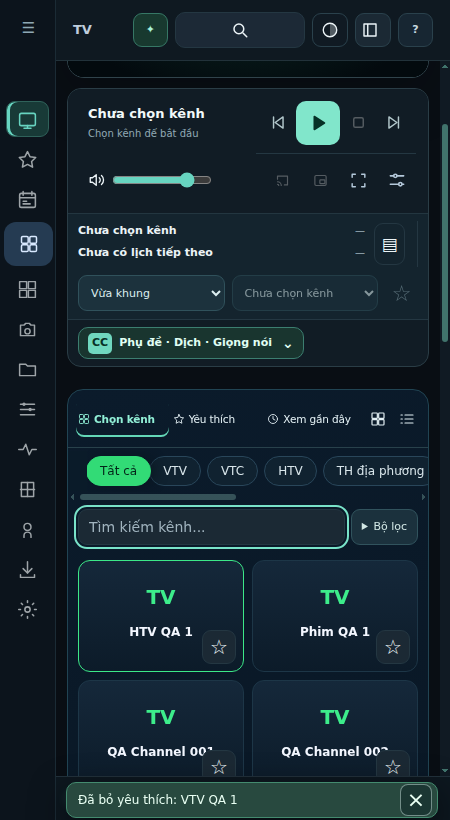 TV
?
Chưa chọn kênh
Chọn kênh để bắt đầu
Chưa chọn kênh —
Chưa có lịch tiếp theo —
Vừa khung Chưa chọn kênh
CC Phụ đề · Dịch · Giọng nói
Chọn kênh Yêu thích Xem gần đây
Tất cả VTV VTC HTV TH địa phương
Tìm kiếm kênh... Bộ lọc
TV TV
HTV QA 1 Phim QA 1
TV TV
QA Channel 001 QA Channel 002
Đã bỏ yêu thích: VTV QA 1